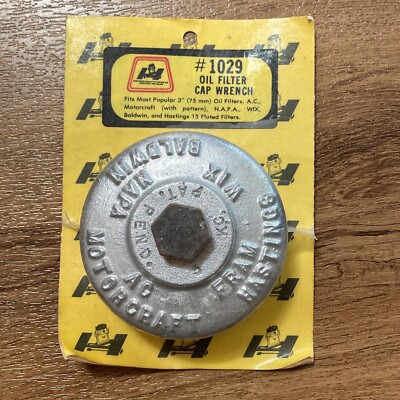 #1029
OIL FILTER
CAP WRENCH
Fits Most Popular 3" (75 mm) Oil Filters. A.C.,
Motorcraft (with pattern), N.A.P.A., WIX,
Baldwin, and Hastings 15 Fluted Filters.
BALDWIN
WIX
NAPA
PAT. PEND.
HASTINGS
FRAM
AC
MOTORCRAFT